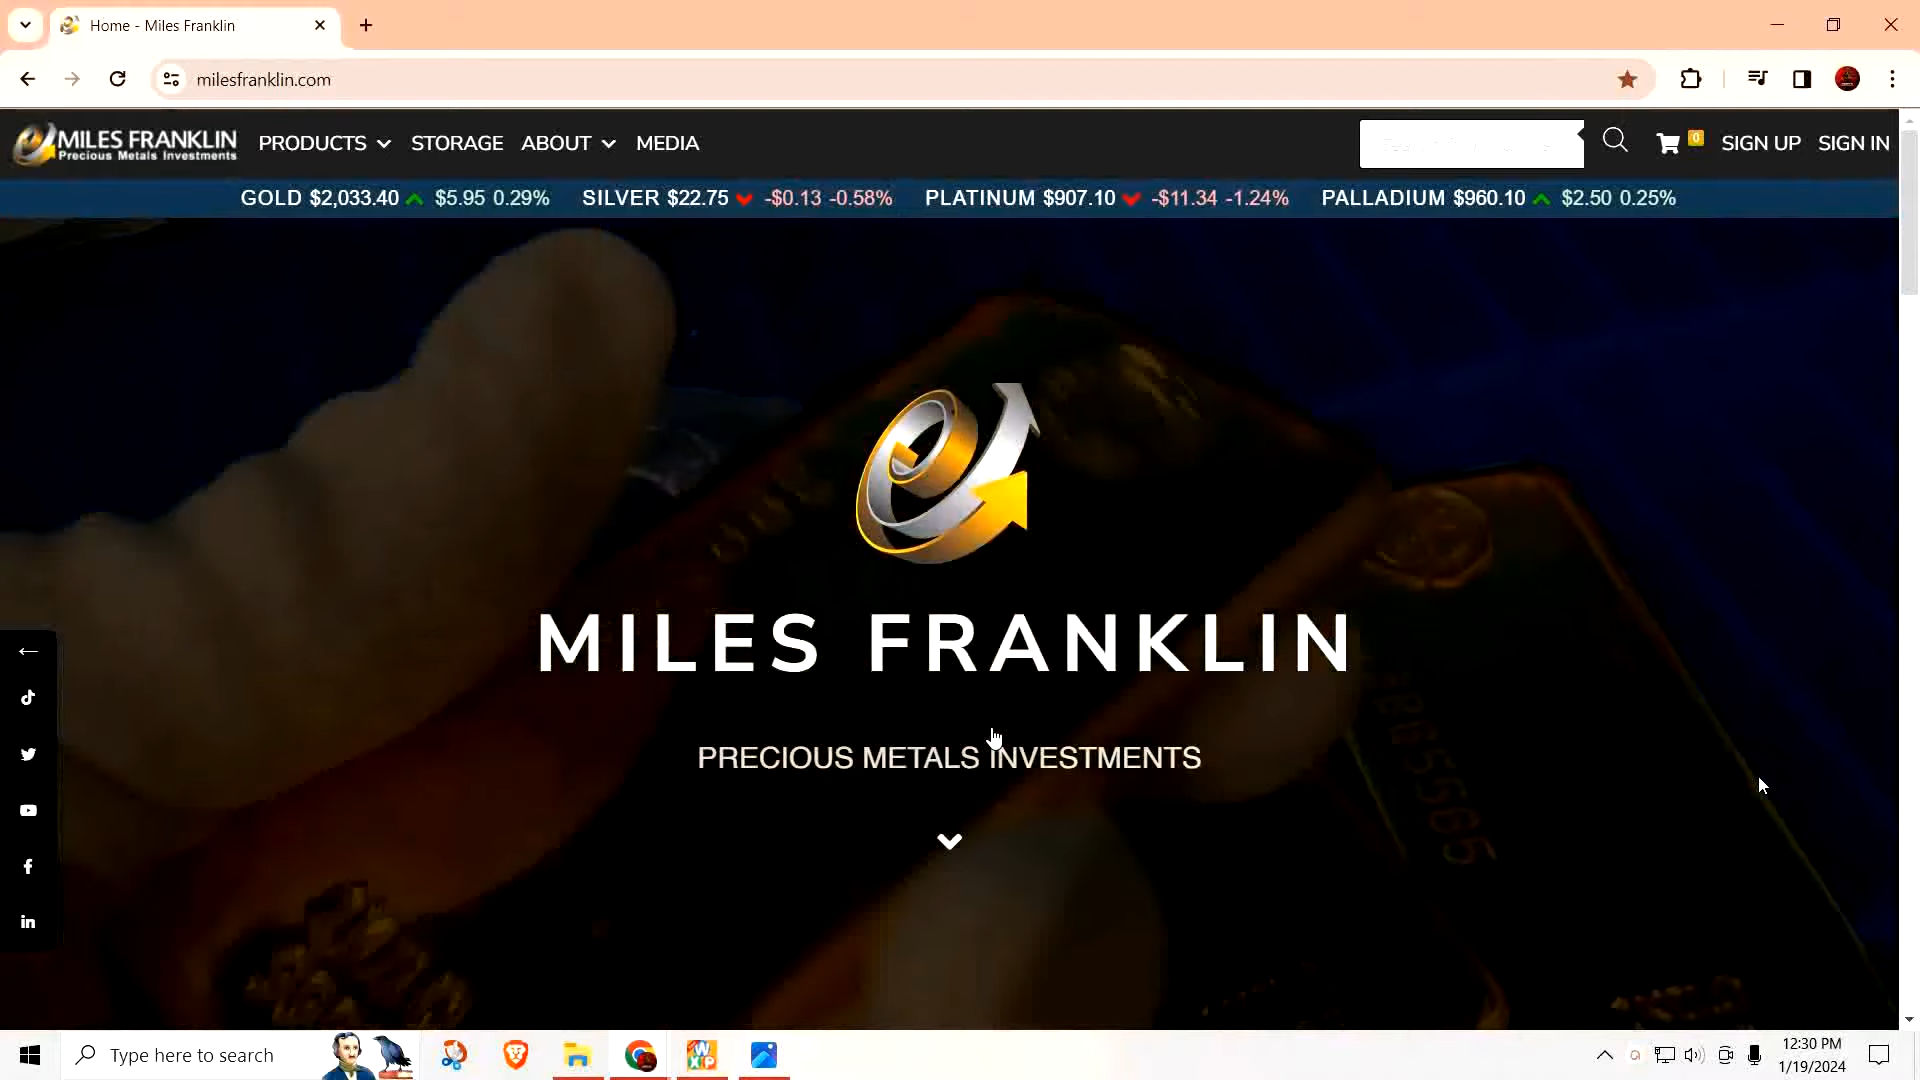 Home - Miles Franklin
milesfranklin.com
MILES FRANKLIN
Precious Metals Investments
PRODUCTS STORAGE ABOUT MEDIA
0 SIGN UP SIGN IN
GOLD $2,033.40 $5.95 0.29% SILVER $22.75 -$0.13 -0.58% PLATINUM $907.10 -$11.34 -1.24% PALLADIUM $960.10 $2.50 0.25%
MILES FRANKLIN
PRECIOUS METALS INVESTMENTS
Type here to search
12:30 PM
1/19/2024